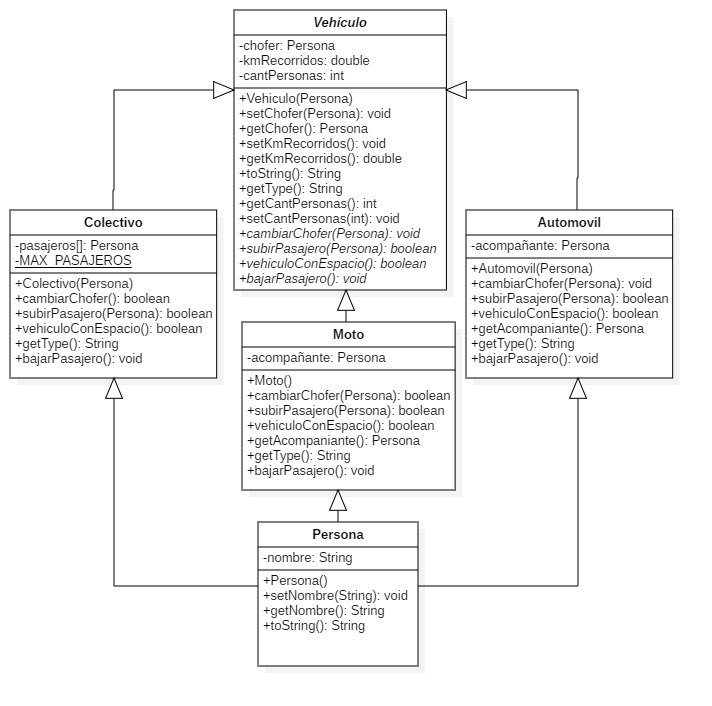 Vehículo
-chofer: Persona
-kmRecorridos: double
-cantPersonas: int
+Vehiculo(Persona)
+setChofer(Persona): void
+getChofer(): Persona
+setKmRecorridos(): void
+getKmRecorridos(): double
+toString(): String
+getType(): String
+getCantPersonas(): int
+setCantPersonas(int): void
+cambiarChofer(Persona): void
+subirPasajero(Persona): boolean
+vehiculoConEspacio(): boolean
+bajarPasajero(): void
Colectivo
-pasajeros[]: Persona
-MAX_PASAJEROS
+Colectivo(Persona)
+cambiarChofer(): boolean
+subirPasajero(Persona): boolean
+vehiculoConEspacio(): boolean
+getType(): String
+bajarPasajero(): void
Automovil
-acompañante: Persona
+Automovil(Persona)
+cambiarChofer(Persona): void
+subirPasajero(Persona): boolean
+vehiculoConEspacio(): boolean
+getAcompaniante(): Persona
+getType(): String
+bajarPasajero(): void
Moto
-acompañante: Persona
+Moto()
+cambiarChofer(Persona): boolean
+subirPasajero(Persona): boolean
+vehiculoConEspacio(): boolean
+getAcompaniante(): Persona
+getType(): String
+bajarPasajero(): void
Persona
-nombre: String
+Persona()
+setNombre(String): void
+getNombre(): String
+toString(): String